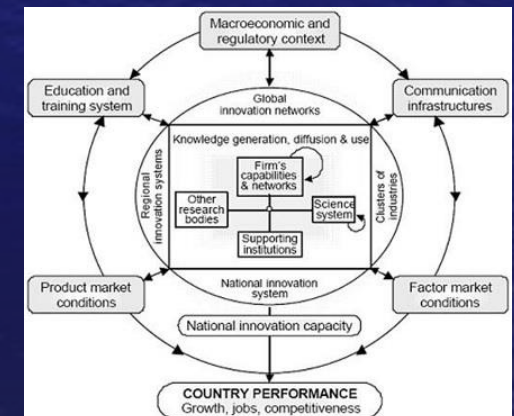 Macroeconomic and
regulatory context
Education and
training system
Communication
infrastructures
Global
innovation networks
Knowledge generation, diffusion & use
Regional
innovation systems
Firm's
capabilities
& networks
Clusters of
industries
Other
research
bodies
Science
system
Supporting
institutions
Product market
conditions
National innovation
system
Factor market
conditions
National innovation capacity
COUNTRY PERFORMANCE
Growth, jobs, competitiveness